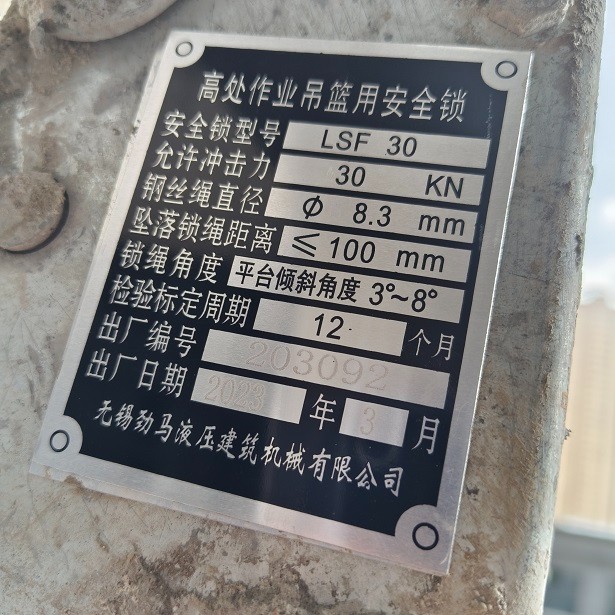 高处作业吊篮用安全锁
安全锁型号 LSF 30
允许冲击力 30 KN
钢丝绳直径 ϕ 8.3 mm
坠落锁绳距离 ≤100 mm
锁绳角度 平台倾斜角度 3°~8°
检验标定周期 12 个月
出厂编号 203092
出厂日期 2023 年 3 月
无锡劲马液压建筑机械有限公司